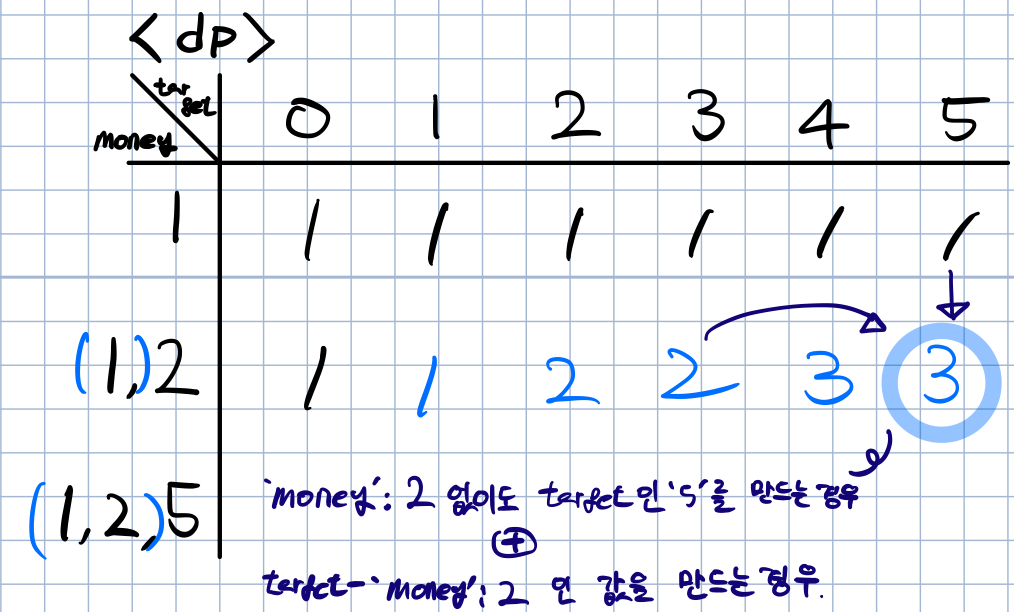 <dp>
target
money
0 1 2 3 4 5
1 1 1 1 1 1 1
(1,)2 1 1 2 2 3 3
(1,2,)5
'money': 2 없이도 target인 '5'를 만드는 경우
+
target-'money': 2 인 값을 만드는 경우.